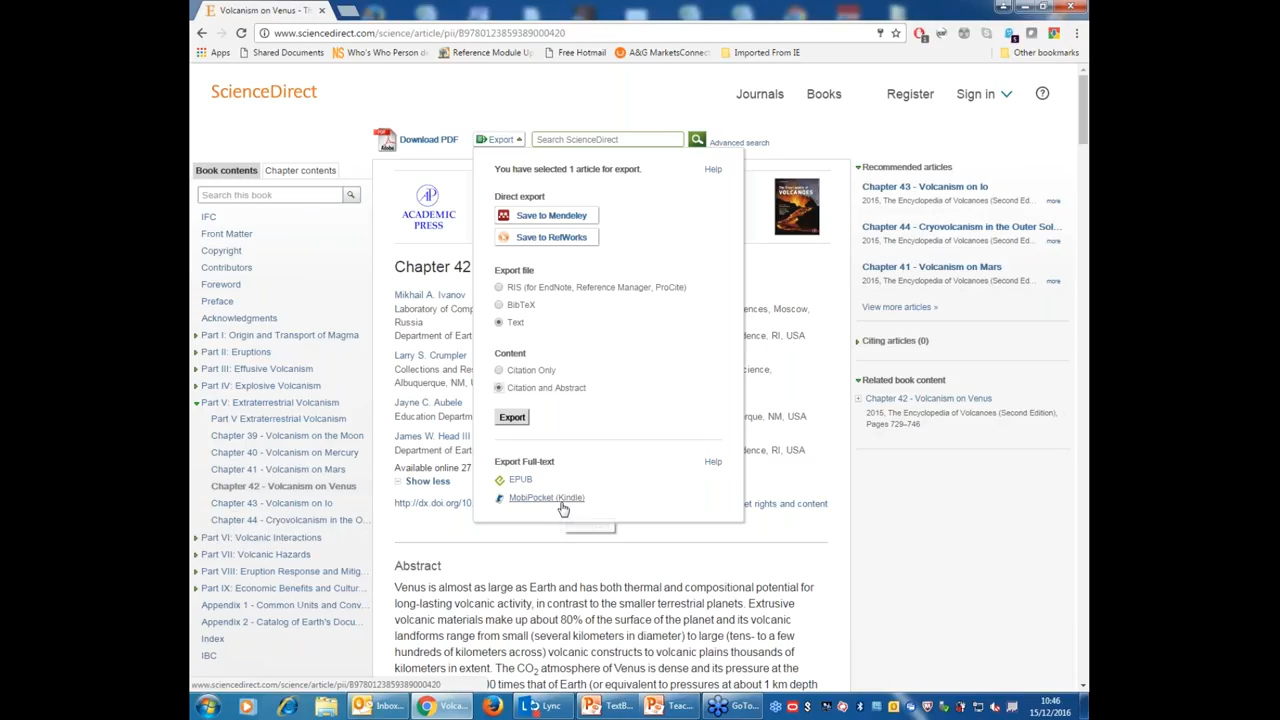 Volcanism on Venus - Th
www.sciencedirect.com/science/article/pii/B9780123859389000420
Apps
Shared Documents
NS Who's Who Person d
Reference Module Up
Free Hotmail
A&G MarketsConnect
Imported From IE
Other bookmarks
ScienceDirect
Journals
Books
Register
Sign in
?
Download PDF
Export
Search ScienceDirect
Advanced search
Book contents
Chapter contents
Search this book
IFC
Front Matter
Copyright
Contributors
Foreword
Preface
Acknowledgments
Part I: Origin and Transport of Magma
Part II: Eruptions
Part III: Effusive Volcanism
Part IV: Explosive Volcanism
Part V: Extraterrestrial Volcanism
Part V Extraterrestrial Volcanism
Chapter 39 - Volcanism on the Moon
Chapter 40 - Volcanism on Mercury
Chapter 41 - Volcanism on Mars
Chapter 42 - Volcanism on Venus
Chapter 43 - Volcanism on Io
Chapter 44 - Cryovolcanism in the O...
Part VI: Volcanic Interactions
Part VII: Volcanic Hazards
Part VIII: Eruption Response and Mitig...
Part IX: Economic Benefits and Cultur...
Appendix 1 - Common Units and Conv...
Appendix 2 - Catalog of Earth's Docu...
Index
IBC
AP
ACADEMIC
PRESS
VOLCANOES
Chapter 42
Mikhail A. Ivanov
Laboratory of Comp
ences, Moscow,
Russia
Department of Eart
ce, RI, USA
Larry S. Crumpler
Collections and Res
cience,
Albuquerque, NM, U
Jayne C. Aubele
Education Departm
que, NM, USA
James W. Head III
Department of Eart
ce, RI, USA
Available online 27
Show less
http://dx.doi.org/10.
et rights and content
You have selected 1 article for export.
Help
Direct export
Save to Mendeley
Save to RefWorks
Export file
RIS (for EndNote, Reference Manager, ProCite)
BibTeX
Text
Content
Citation Only
Citation and Abstract
Export
Export Full-text
Help
EPUB
MobiPocket (Kindle)
Abstract
Venus is almost as large as Earth and has both thermal and compositional potential for
long-lasting volcanic activity, in contrast to the smaller terrestrial planets. Extrusive
volcanic materials make up about 80% of the surface of the planet and its volcanic
landforms range from small (several kilometers in diameter) to large (tens- to a few
hundreds of kilometers across) volcanic constructs to volcanic plains thousands of
kilometers in extent. The CO2 atmosphere of Venus is dense and its pressure at the
00 times that of Earth (or equivalent to pressures at about 1 km depth
Recommended articles
Chapter 43 - Volcanism on Io
2015, The Encyclopedia of Volcanoes (Second Ed...
more
Chapter 44 - Cryovolcanism in the Outer Sol...
2015, The Encyclopedia of Volcanoes (Second Ed...
more
Chapter 41 - Volcanism on Mars
2015, The Encyclopedia of Volcanoes (Second Ed...
more
View more articles »
Citing articles (0)
Related book content
Chapter 42 - Volcanism on Venus
2015, The Encyclopedia of Volcanoes (Second Edition),
Pages 729–746
www.sciencedirect.com/science/article/pii/B9780123859389000420
Inbox...
Volca...
Lync
TextB...
Teac...
GoTo...
10:46
15/12/2016